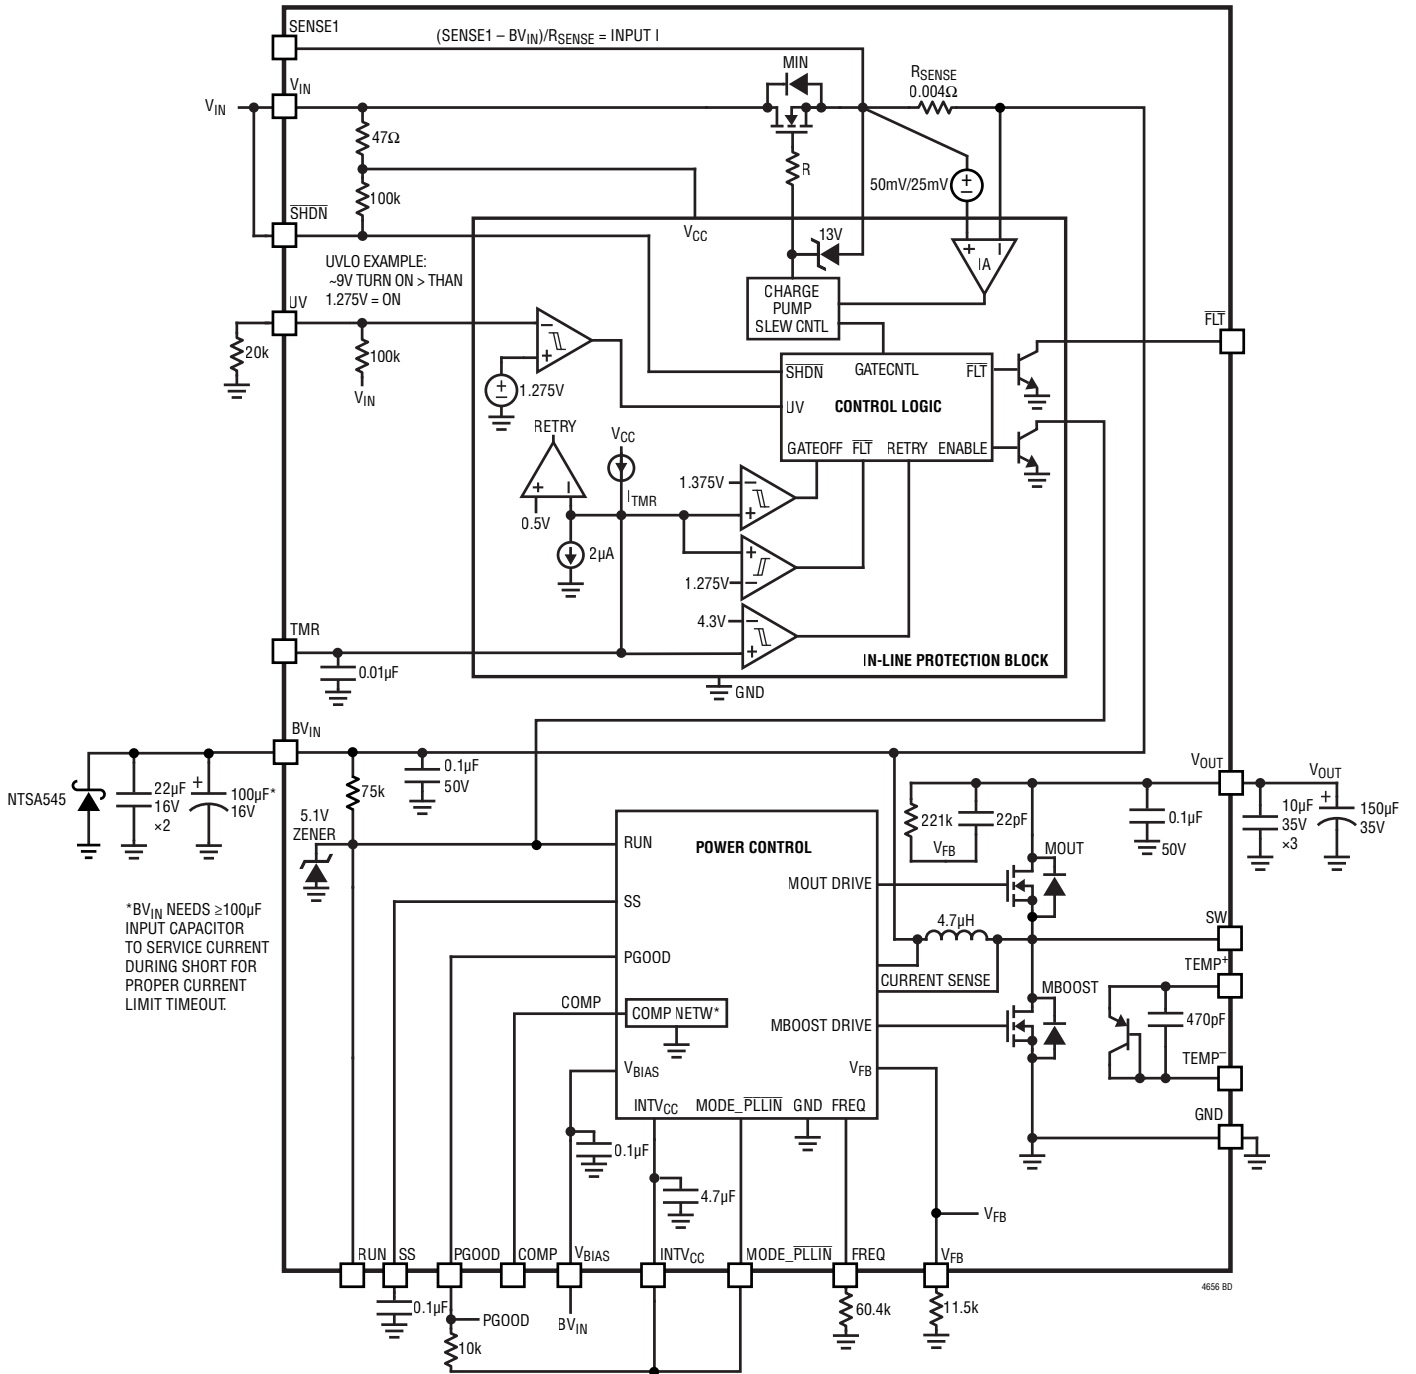 SENSE1
(SENSE1 – BVIN)/RSENSE = INPUT I
MIN
RSENSE
0.004Ω
VIN
VIN
47Ω
R
50mV/25mV
+
–
100k
SHDN
VCC
13V
+ –
IA
UVLO EXAMPLE:
~9V TURN ON > THAN
1.275V = ON
CHARGE
PUMP
SLEW CNTL
UV
FLT
20k
100k
VIN
–
+
+
–
1.275V
SHDN
GATECNTL
FLT
UV
CONTROL LOGIC
GATEOFF
FLT
RETRY
ENABLE
RETRY
VCC
+ –
0.5V
ITMR
2µA
1.375V
–
+
+
–
1.275V
4.3V
–
+
IN-LINE PROTECTION BLOCK
TMR
0.01µF
GND
BVIN
NTSA545
22µF
16V
×2
+
100µF*
16V
75k
0.1µF
50V
5.1V
ZENER
VOUT
VOUT
221k
22pF
VFB
0.1µF
50V
10µF
35V
×3
+
150µF
35V
RUN
POWER CONTROL
MOUT
MOUT DRIVE
*BVIN NEEDS ≥100µF
INPUT CAPACITOR
TO SERVICE CURRENT
DURING SHORT FOR
PROPER CURRENT
LIMIT TIMEOUT.
SS
4.7µH
SW
PGOOD
CURRENT SENSE
TEMP+
COMP
COMP NETW*
MBOOST
MBOOST DRIVE
470pF
TEMP–
VBIAS
VFB
INTVCC
MODE_PLLIN
GND
FREQ
GND
0.1µF
4.7µF
VFB
RUN
SS
PGOOD
COMP
VBIAS
INTVCC
MODE_PLLIN
FREQ
VFB
4656 BD
0.1µF
PGOOD
10k
BVIN
60.4k
11.5k